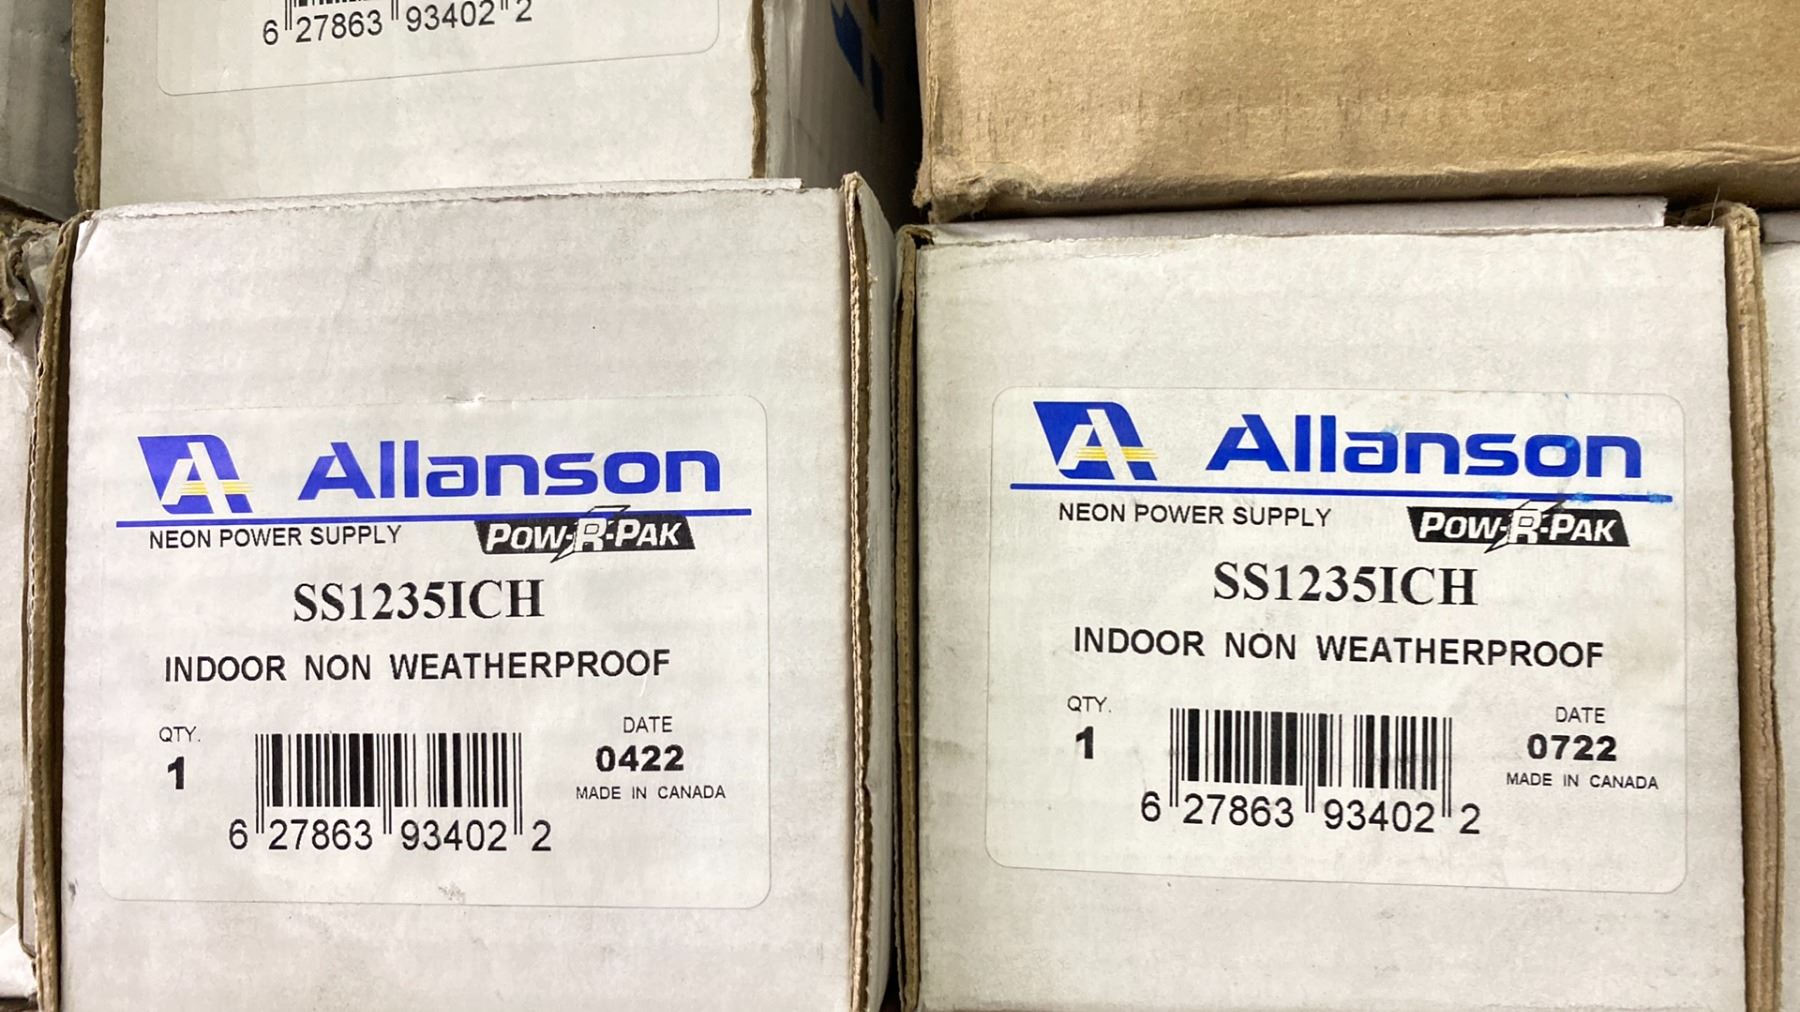 6 27863 93402 2
Allanson
NEON POWER SUPPLY POW-R-PAK
SS1235ICH
INDOOR NON WEATHERPROOF
QTY.
1
DATE
0422
MADE IN CANADA
6 27863 93402 2
Allanson
NEON POWER SUPPLY POW-R-PAK
SS1235ICH
INDOOR NON WEATHERPROOF
QTY.
1
DATE
0722
MADE IN CANADA
6 27863 93402 2